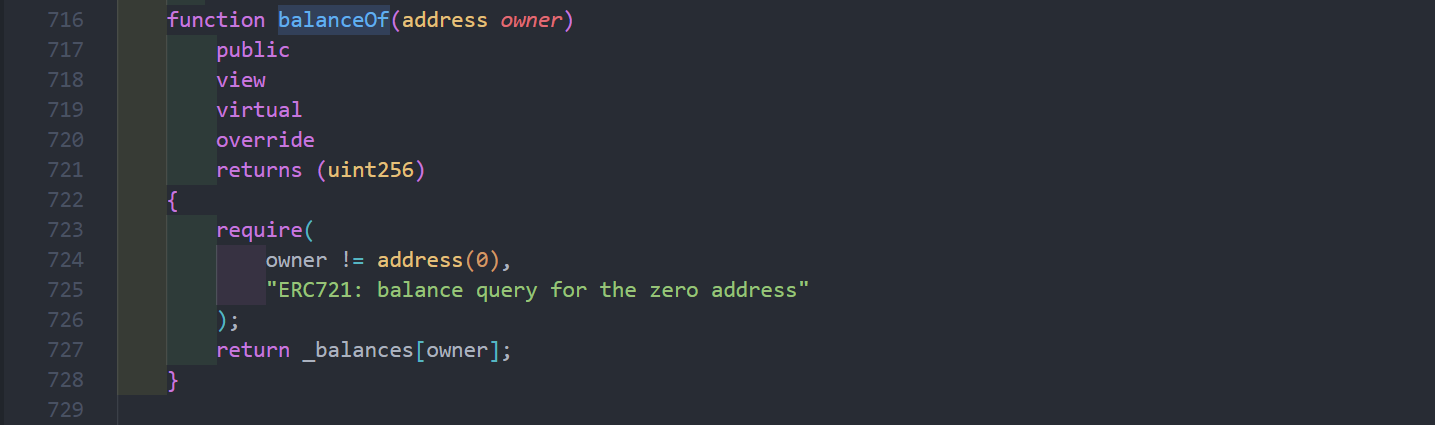 716 function balanceOf(address owner)
717 public
718 view
719 virtual
720 override
721 returns (uint256)
722 {
723 require(
724 owner != address(0),
725 "ERC721: balance query for the zero address"
726 );
727 return _balances[owner];
728 }
729